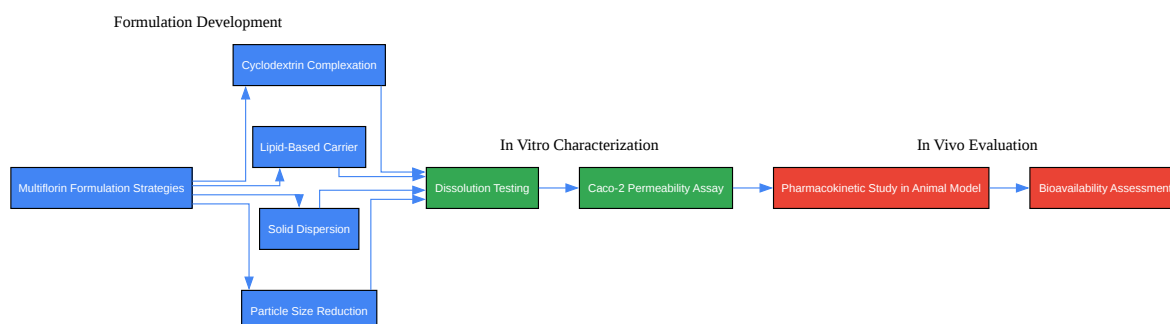 Formulation Development
Cyclodextrin Complexation
Lipid-Based Carrier
Multiflorin Formulation Strategies
Solid Dispersion
Particle Size Reduction
In Vitro Characterization
Dissolution Testing
Caco-2 Permeability Assay
In Vivo Evaluation
Pharmacokinetic Study in Animal Model
Bioavailability Assessment